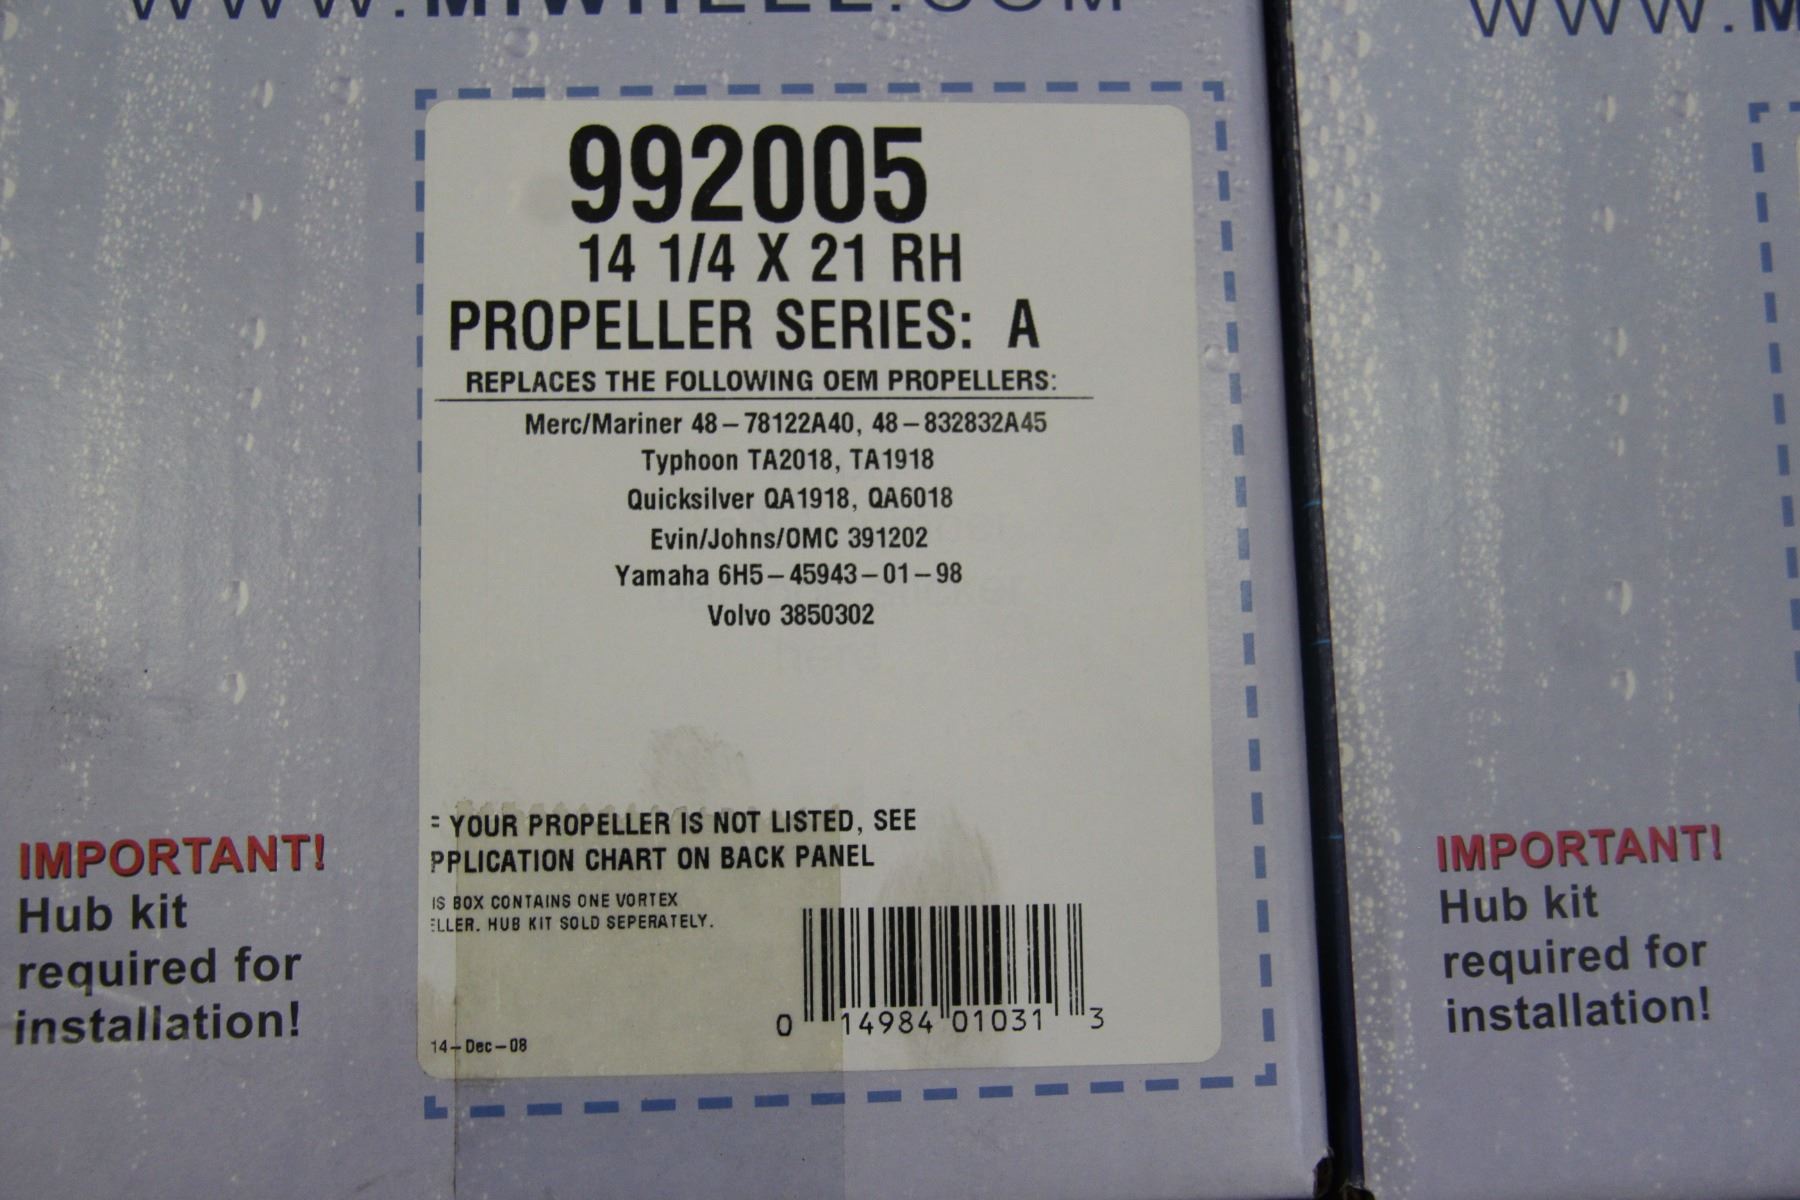 WWW.MIWHEEL.COM
992005
14 1/4 X 21 RH
PROPELLER SERIES: A
REPLACES THE FOLLOWING OEM PROPELLERS:
Merc/Mariner 48-78122A40, 48-832832A45
Typhoon TA2018, TA1918
Quicksilver QA1918, QA6018
Evin/Johns/OMC 391202
Yamaha 6H5-45943-01-98
Volvo 3850302
YOUR PROPELLER IS NOT LISTED, SEE
PPLICATION CHART ON BACK PANEL
IS BOX CONTAINS ONE VORTEX
ELLER. HUB KIT SOLD SEPERATELY.
0 14984 01031 3
14-Dec-08
IMPORTANT!
Hub kit
required for
installation!
WWW.M
IMPORTANT!
Hub kit
required for
installation!